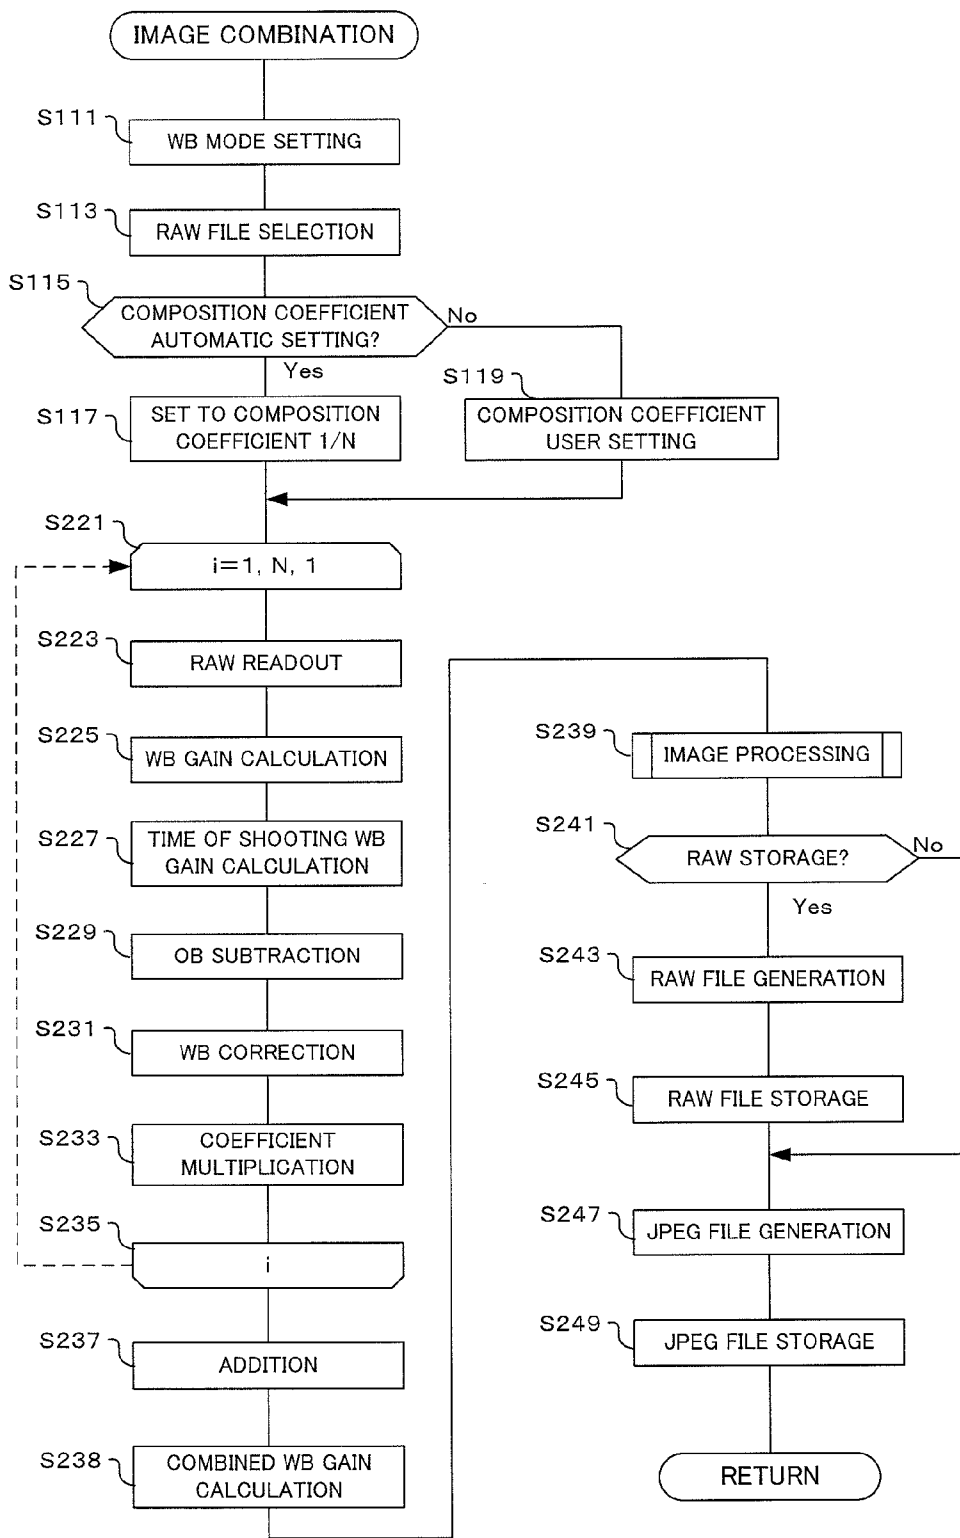 IMAGE COMBINATION
S111
WB MODE SETTING
S113
RAW FILE SELECTION
S115
COMPOSITION COEFFICIENT
AUTOMATIC SETTING?
No
Yes
S117
SET TO COMPOSITION
COEFFICIENT 1/N
S119
COMPOSITION COEFFICIENT
USER SETTING
S221
i=1, N, 1
S223
RAW READOUT
S225
WB GAIN CALCULATION
S227
TIME OF SHOOTING WB
GAIN CALCULATION
S229
OB SUBTRACTION
S231
WB CORRECTION
S233
COEFFICIENT
MULTIPLICATION
S235
i
S237
ADDITION
S238
COMBINED WB GAIN
CALCULATION
S239
IMAGE PROCESSING
S241
RAW STORAGE?
No
Yes
S243
RAW FILE GENERATION
S245
RAW FILE STORAGE
S247
JPEG FILE GENERATION
S249
JPEG FILE STORAGE
RETURN